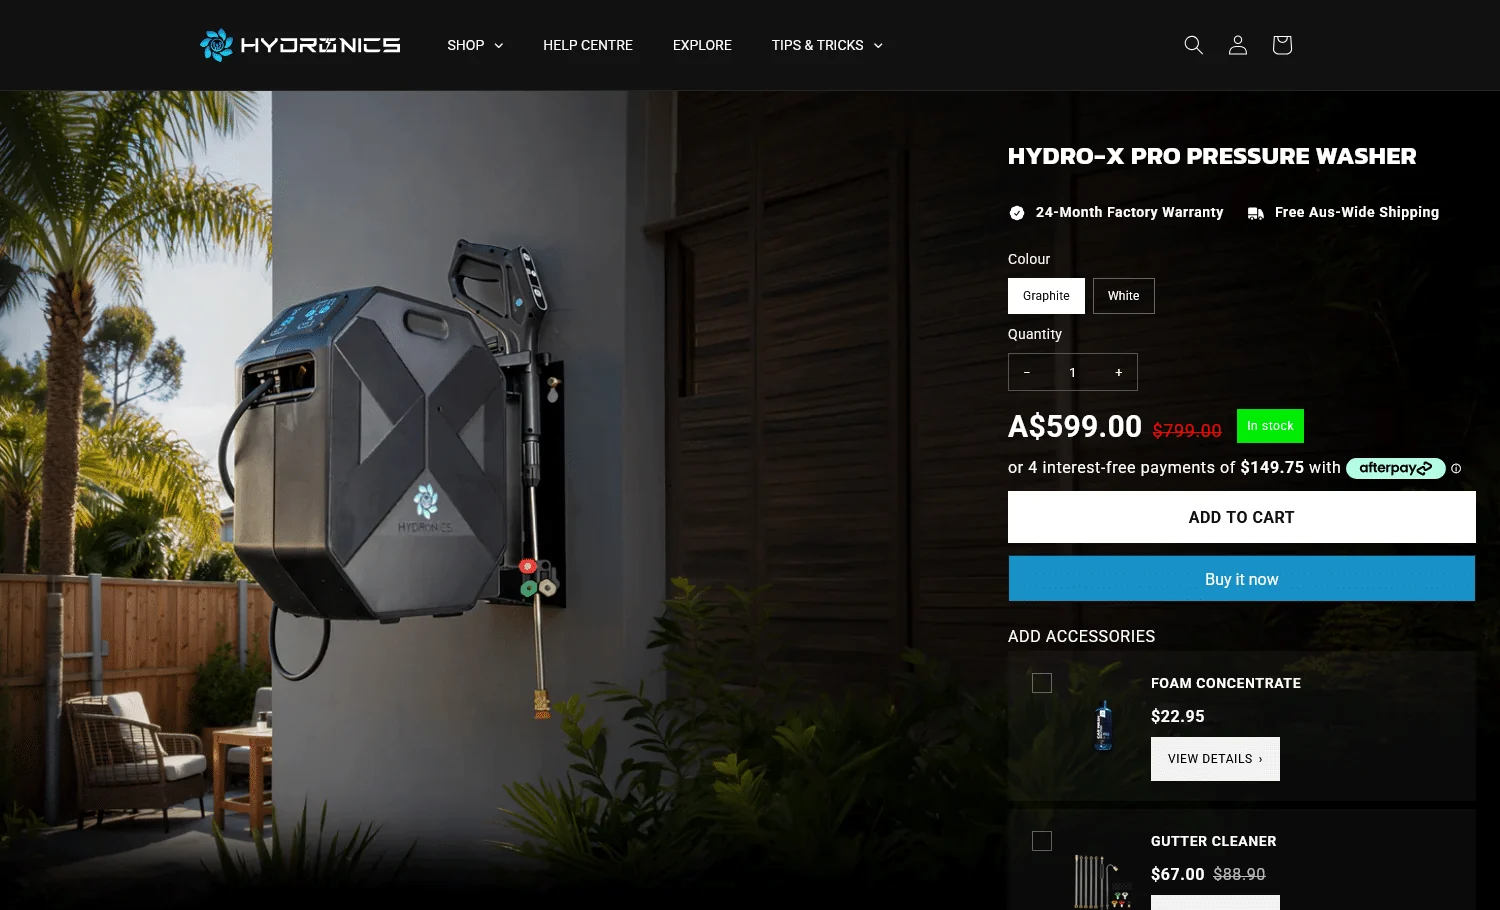 HYDRONICS
SHOP
HELP CENTRE
EXPLORE
TIPS & TRICKS
HYDRO-X PRO PRESSURE WASHER
24-Month Factory Warranty
Free Aus-Wide Shipping
Colour
Graphite
White
Quantity
− 1 +
A$599.00 $799.00 In stock
or 4 interest-free payments of $149.75 with afterpay
ADD TO CART
Buy it now
HYDRONICS
ADD ACCESSORIES
FOAM CONCENTRATE
$22.95
VIEW DETAILS ›
GUTTER CLEANER
$67.00 $88.90